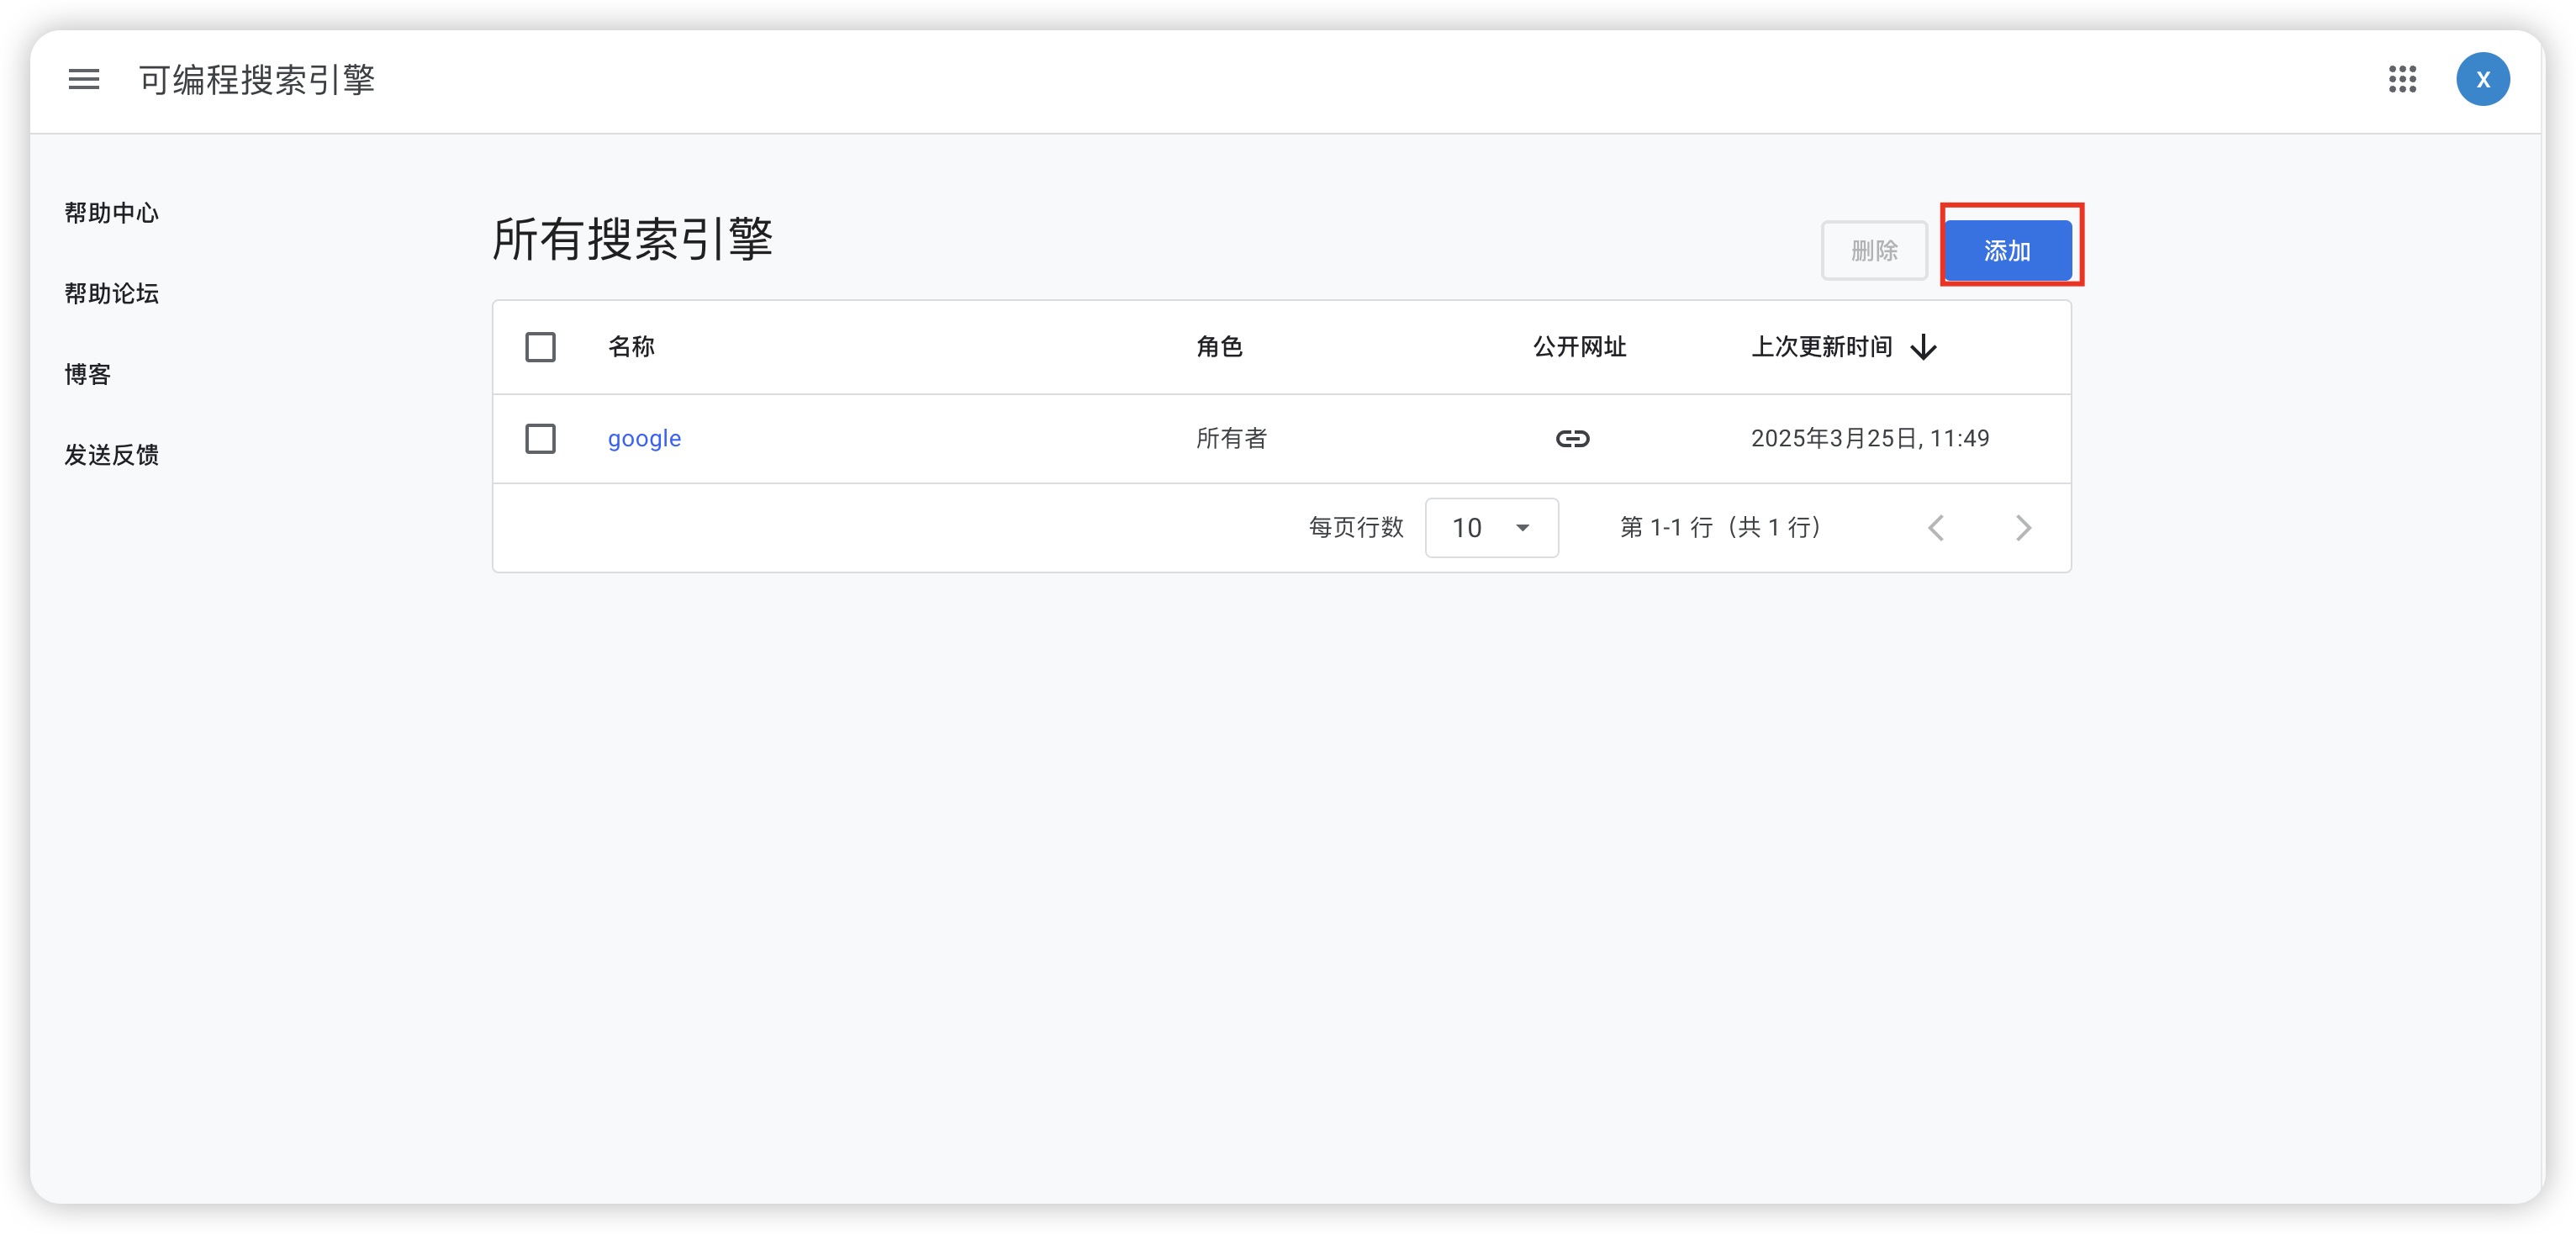 可编程搜索引擎
X
帮助中心
帮助论坛
博客
发送反馈
所有搜索引擎
删除
添加
名称 角色 公开网址 上次更新时间
google 所有者 2025年3月25日, 11:49
每页行数 10 第 1-1 行（共 1 行）